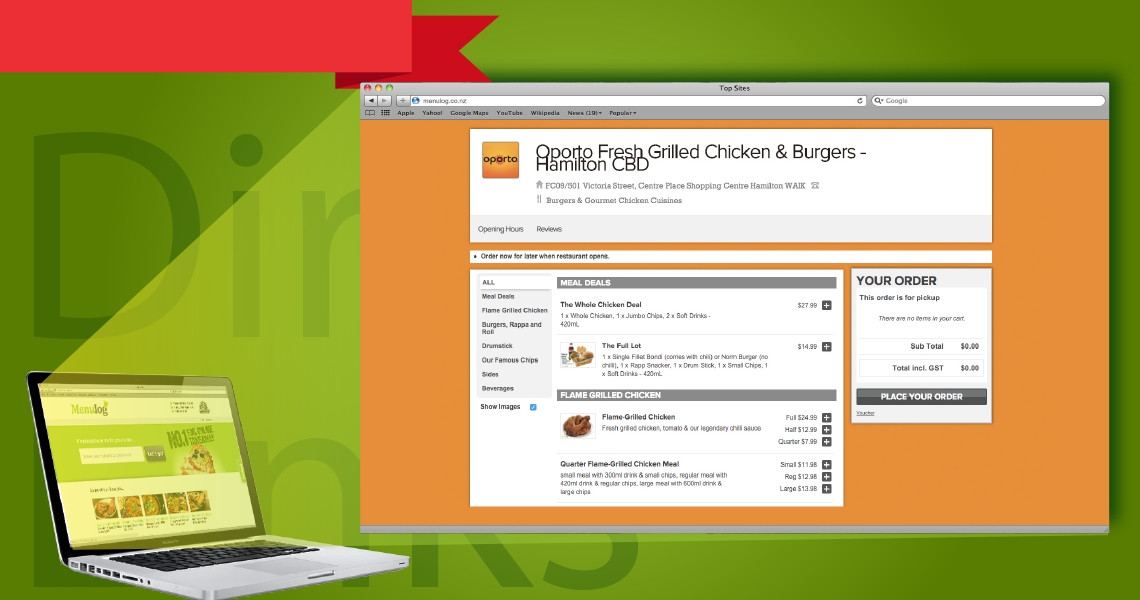 Top Sites
menulog.co.nz
Google
Apple Yahoo! Google Maps YouTube Wikipedia News (19) Popular
oporto
Oporto Fresh Grilled Chicken & Burgers -
Hamilton CBD
FC09/501 Victoria Street, Centre Place Shopping Centre Hamilton WAIK
Burgers & Gourmet Chicken Cuisines
Opening Hours Reviews
• Order now for later when restaurant opens.
ALL
Meal Deals
Flame Grilled Chicken
Burgers, Rappa and
Roll
Drumstick
Our Famous Chips
Sides
Beverages
Show Images
MEAL DEALS
The Whole Chicken Deal $27.99
1 x Whole Chicken, 1 x Jumbo Chips, 2 x Soft Drinks -
420mL
The Full Lot $14.99
1 x Single Fillet Bondi (comes with chili) or Norm Burger (no
chilli), 1 x Rapp Snacker, 1 x Drum Stick, 1 x Small Chips, 1
x Soft Drinks - 420mL
FLAME GRILLED CHICKEN
Flame-Grilled Chicken Full $24.99
Fresh grilled chicken, tomato & our legendary chilli sauce Half $12.99
Quarter $7.99
Quarter Flame-Grilled Chicken Meal Small $11.98
small meal with 300ml drink & small chips, regular meal with Reg $12.98
420ml drink & regular chips, large meal with 600ml drink & Large $13.98
large chips
YOUR ORDER
This order is for pickup
There are no items in your cart.
Sub Total $0.00
Total incl. GST $0.00
PLACE YOUR ORDER
Voucher
Menulog
NO.1